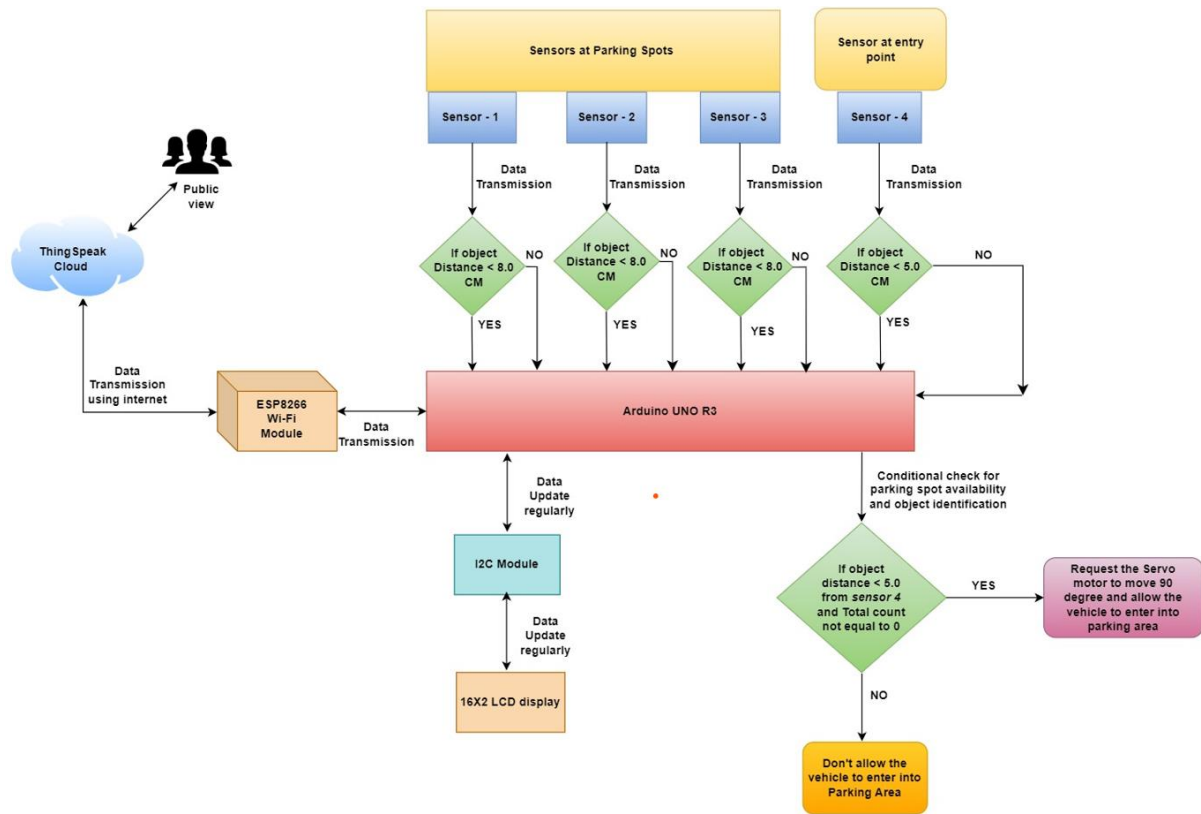 Sensors at Parking Spots
Sensor at entry
point
Sensor - 1
Sensor - 2
Sensor - 3
Sensor - 4
Data
Transmission
Data
Transmission
Data
Transmission
Data
Transmission
Public
view
ThingSpeak
Cloud
If object
Distance < 8.0
CM
NO
If object
Distance < 8.0
CM
NO
If object
Distance < 8.0
CM
NO
If object
Distance < 5.0
CM
NO
YES
YES
YES
YES
Data
Transmission
using internet
ESP8266
Wi-Fi
Module
Data
Transmission
Arduino UNO R3
Data
Update
regularly
Conditional check for
parking spot availability
and object identification
I2C Module
If object
distance < 5.0
from sensor 4
and Total count
not equal to 0
YES
Request the Servo
motor to move 90
degree and allow the
vehicle to enter into
parking area
Data
Update
regularly
16X2 LCD display
NO
Don't allow the
vehicle to enter into
Parking Area